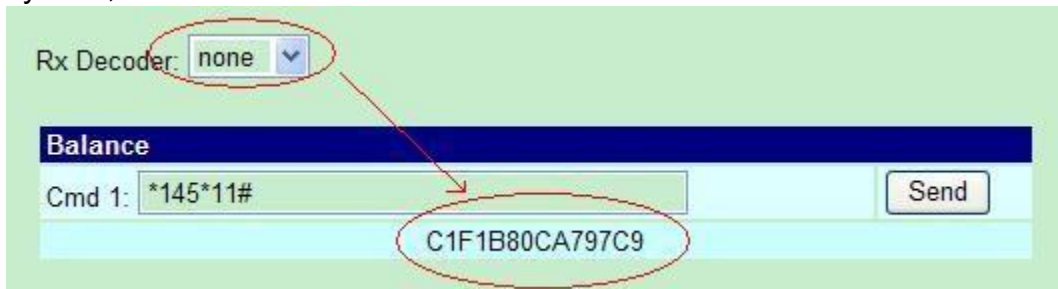 Rx Decoder: none
Balance
Cmd 1: *145*11# Send
C1F1B80CA797C9